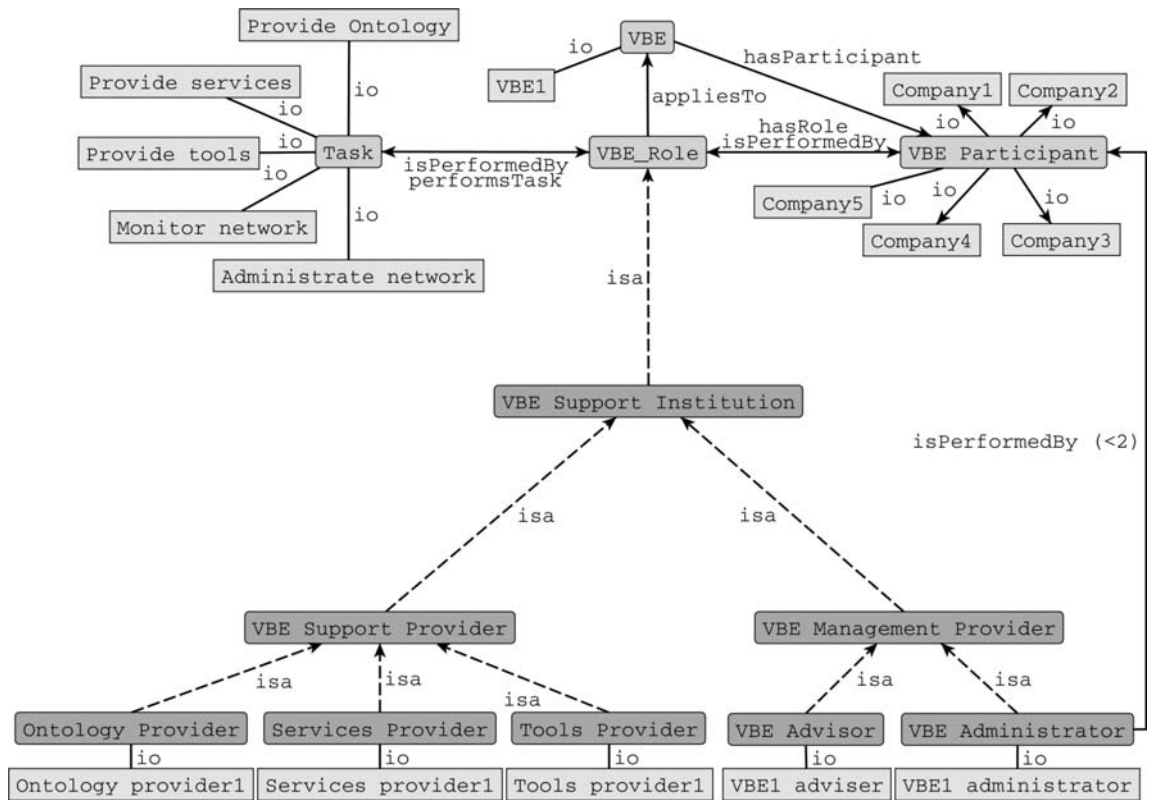 Provide Ontology
VBE
io
hasParticipant
Provide services
VBE1
Company1
Company2
io
io
appliesTo
io
io
Provide tools
io
Task
hasRole
isPerformedBy
VBE_Role
VBE Participant
io
isPerformedBy
performsTask
Company5
io
io
io
Monitor network
io
Company4
Company3
Administrate network
isa
VBE Support Institution
isPerformedBy (<2)
isa
isa
VBE Support Provider
VBE Management Provider
isa
isa
isa
isa
isa
Ontology Provider
Services Provider
Tools Provider
VBE Advisor
VBE Administrator
io
io
io
io
io
Ontology provider1
Services provider1
Tools provider1
VBE1 adviser
VBE1 administrator